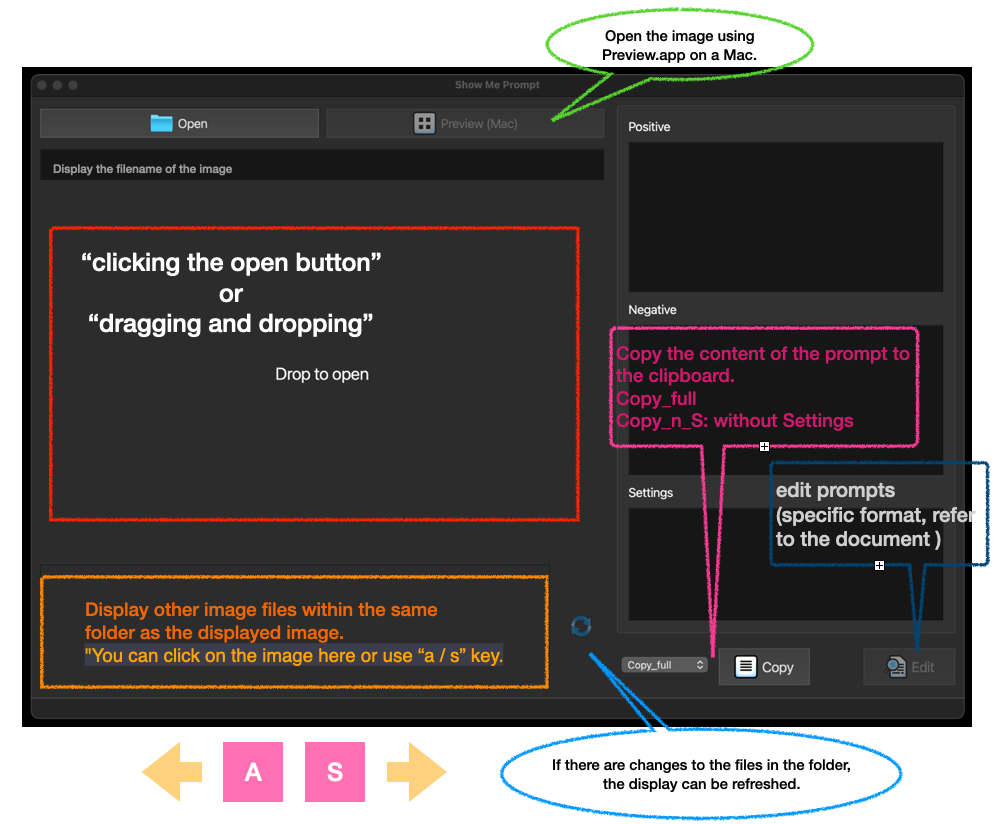 Open the image using
Preview.app on a Mac.
Show Me Prompt
Open
Preview (Mac)
Display the filename of the image
Positive
“clicking the open button”
or
“dragging and dropping”
Drop to open
Negative
Copy the content of the prompt to
the clipboard.
Copy_full
Copy_n_S: without Settings
Settings
edit prompts
(specific format, refer
to the document )
Display other image files within the same
folder as the displayed image.
"You can click on the image here or use “a / s” key.
Copy_full
Copy
Edit
A
S
If there are changes to the files in the folder,
the display can be refreshed.